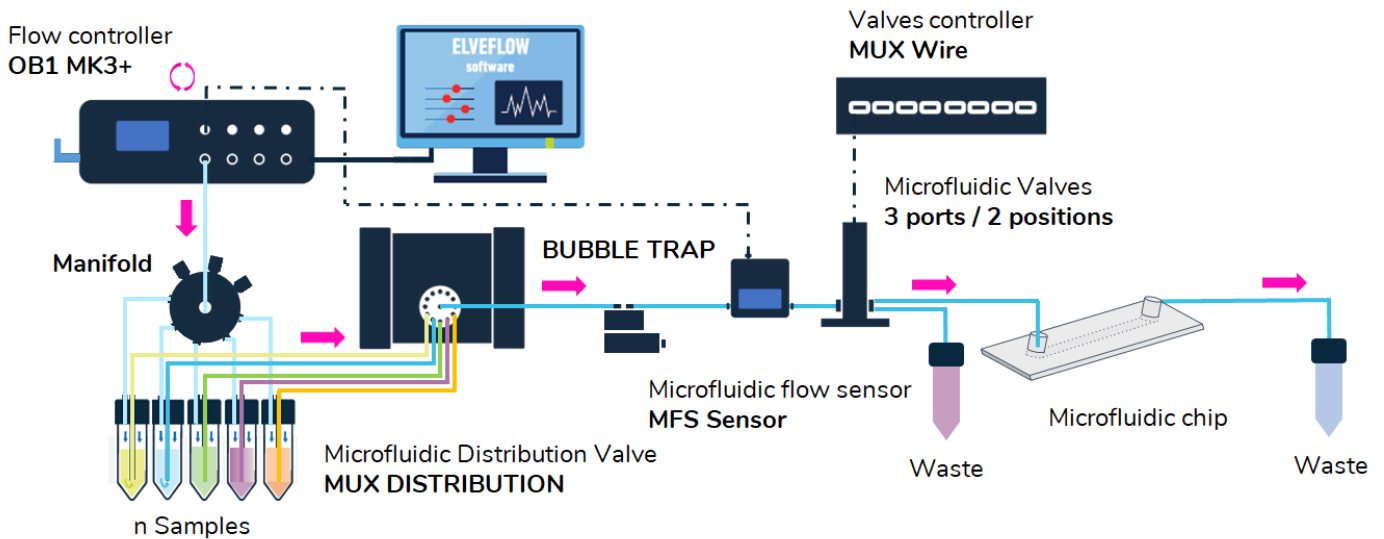 Flow controller
OB1 MK3+
ELVEFLOW
software
Valves controller
MUX Wire
Microfluidic Valves
3 ports / 2 positions
Manifold
BUBBLE TRAP
Microfluidic flow sensor
MFS Sensor
Microfluidic chip
Microfluidic Distribution Valve
MUX DISTRIBUTION
Waste
Waste
n Samples